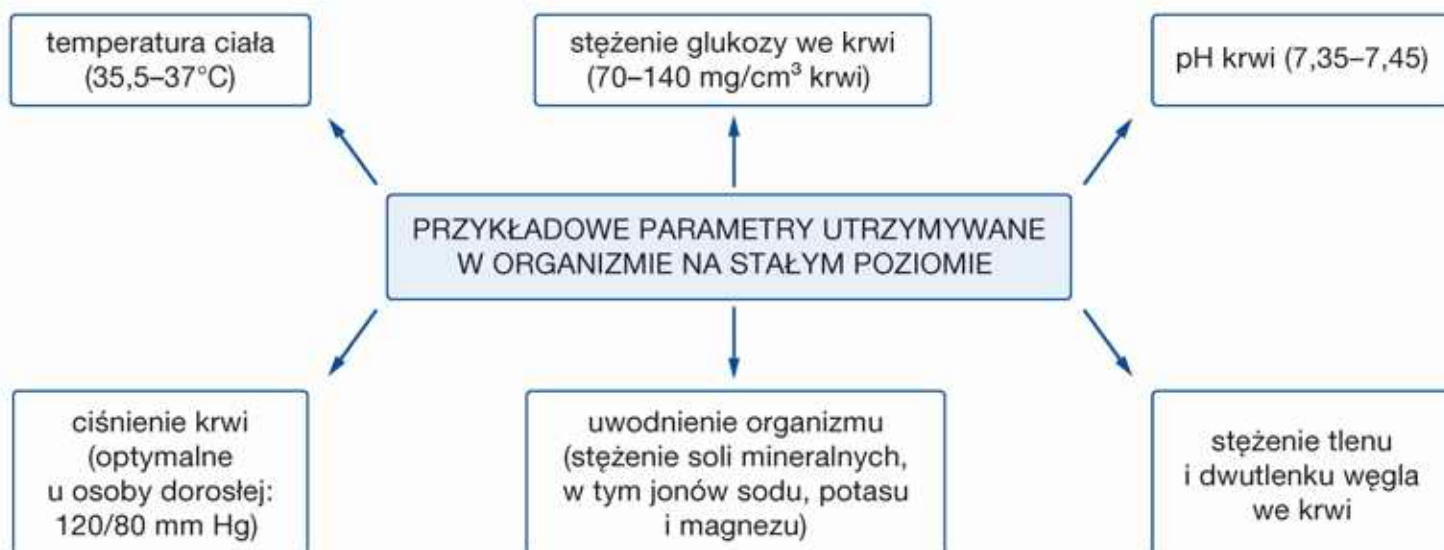 temperatura ciała
(35,5–37°C)
stężenie glukozy we krwi
(70–140 mg/cm³ krwi)
pH krwi (7,35–7,45)
PRZYKŁADOWE PARAMETRY UTRZYMYWANE
W ORGANIZMIE NA STAŁYM POZIOMIE
ciśnienie krwi
(optymalne
u osoby dorosłej:
120/80 mm Hg)
uwodnienie organizmu
(stężenie soli mineralnych,
w tym jonów sodu, potasu
i magnezu)
stężenie tlenu
i dwutlenku węgla
we krwi